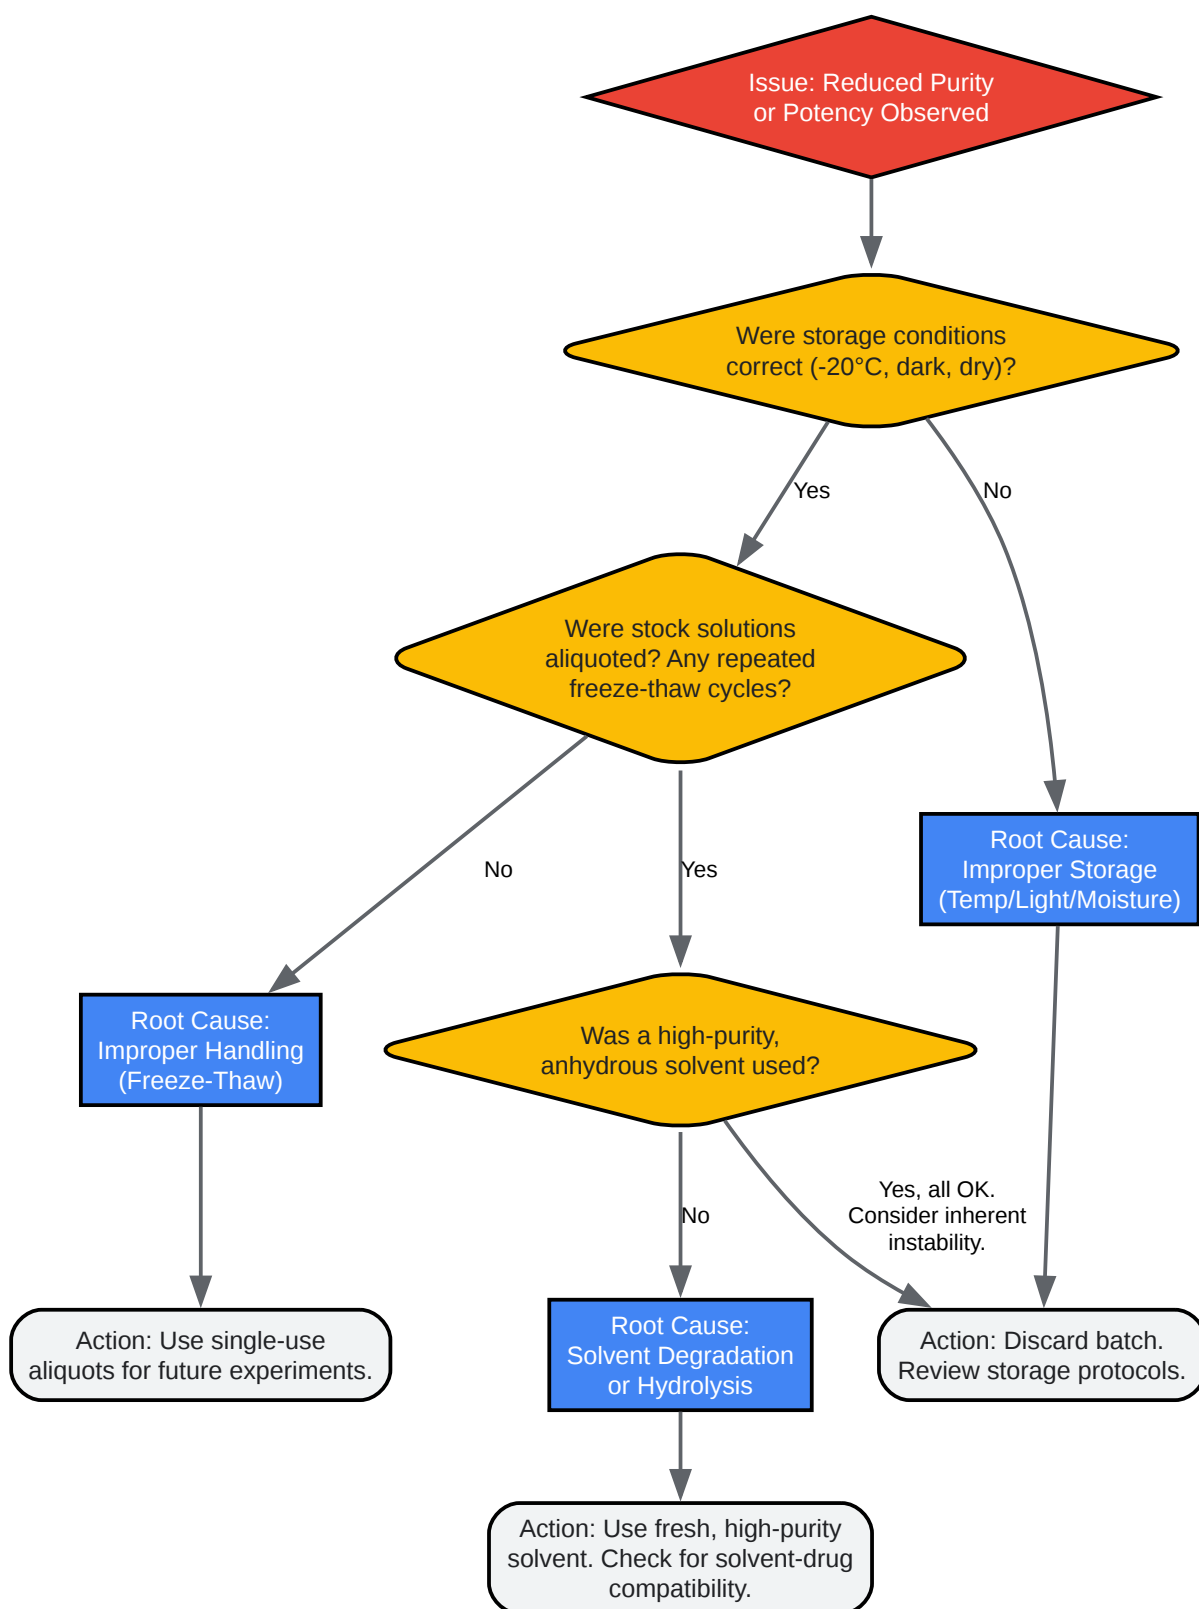 Issue: Reduced Purity
or Potency Observed
Were storage conditions
correct (-20°C, dark, dry)?
Yes
No
Were stock solutions
aliquoted? Any repeated
freeze-thaw cycles?
No
Yes
Root Cause:
Improper Storage
(Temp/Light/Moisture)
Root Cause:
Improper Handling
(Freeze-Thaw)
Was a high-purity,
anhydrous solvent used?
No
Yes, all OK.
Consider inherent
instability.
Action: Use single-use
aliquots for future experiments.
Root Cause:
Solvent Degradation
or Hydrolysis
Action: Discard batch.
Review storage protocols.
Action: Use fresh, high-purity
solvent. Check for solvent-drug
compatibility.